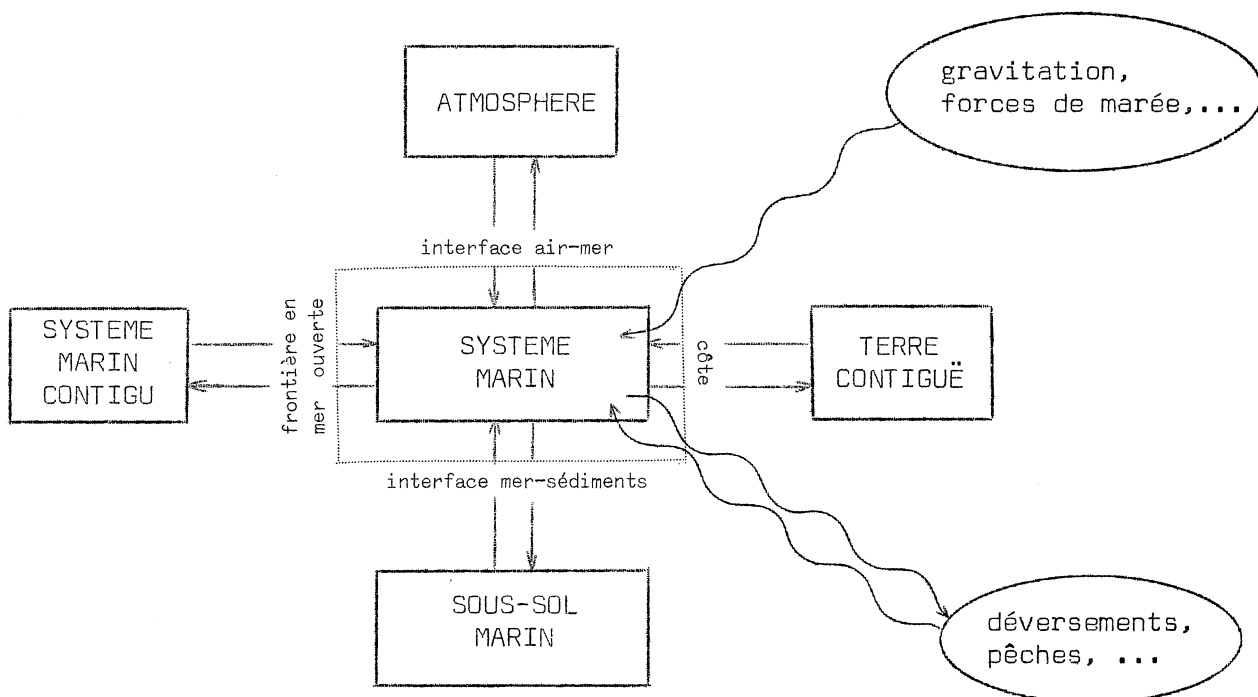 gravitation,
forces de marée,...
ATMOSPHERE
interface air-mer
frontière en
mer ouverte
SYSTEME
MARIN
CONTIGU
SYSTEME
MARIN
côte
TERRE
CONTIGUË
interface mer-sédiments
SOUS-SOL
MARIN
déversements,
pêches, ...